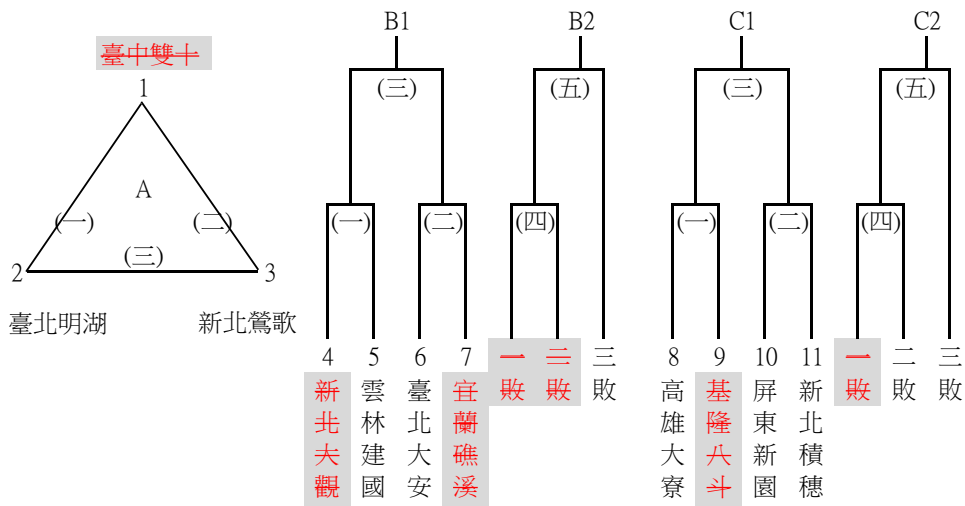 B1
B2
C1
C2
臺中雙十
1
(三)
(五)
(三)
(五)
A
(一)
(二)
(三)
2
3
(一)
(二)
(四)
(一)
(二)
(四)
臺北明湖
新北鶯歌
4
5
6
7
一敗
二敗
三敗
8
9
10
11
一敗
二敗
三敗
新北大觀
雲林建國
臺北大安
宜蘭礁溪
高雄大寮
基隆八斗
屏東新園
新北積穗